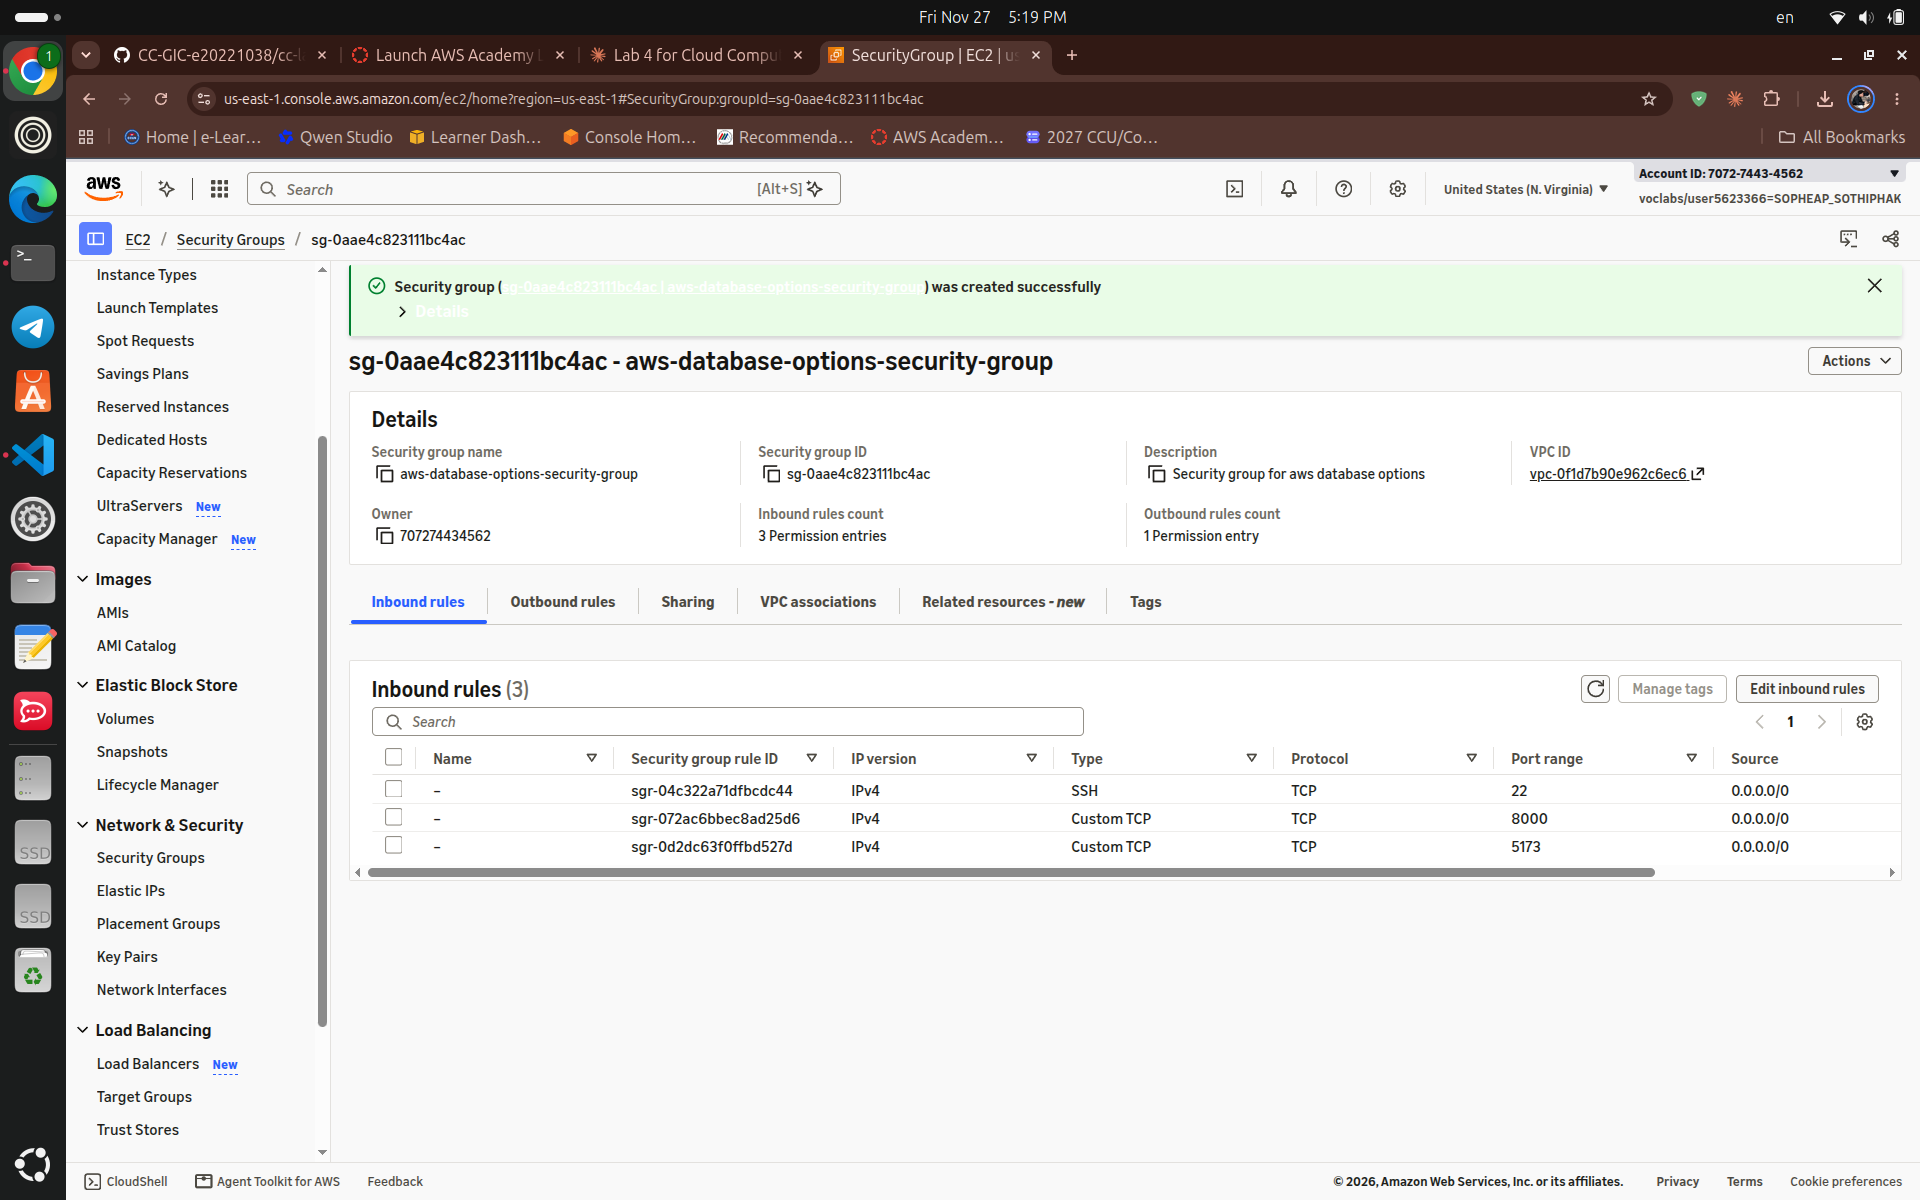 Fri Nov 27 5:19 PM
en
1
CC-GIC-e20221038/cc-l
Launch AWS Academy L
Lab 4 for Cloud Compu
SecurityGroup | EC2 | us
us-east-1.console.aws.amazon.com/ec2/home?region=us-east-1#SecurityGroup:groupId=sg-0aae4c823111bc4ac
Home | e-Lear...
Qwen Studio
Learner Dash...
Console Hom...
Recommenda...
AWS Academ...
2027 CCU/Co...
All Bookmarks
aws
Search
[Alt+S]
United States (N. Virginia)
Account ID: 7072-7443-4562
voclabs/user5623366=SOPHEAP_SOTHIPHAK
EC2 / Security Groups / sg-0aae4c823111bc4ac
Instance Types
Launch Templates
Spot Requests
Savings Plans
Reserved Instances
Dedicated Hosts
Capacity Reservations
UltraServers New
Capacity Manager New
Images
AMIs
AMI Catalog
Elastic Block Store
Volumes
Snapshots
Lifecycle Manager
Network & Security
Security Groups
Elastic IPs
Placement Groups
Key Pairs
Network Interfaces
Load Balancing
Load Balancers New
Target Groups
Trust Stores
Security group (sg-0aae4c823111bc4ac | aws-database-options-security-group) was created successfully
Details
sg-0aae4c823111bc4ac - aws-database-options-security-group
Actions
Details
Security group name
aws-database-options-security-group
Security group ID
sg-0aae4c823111bc4ac
Description
Security group for aws database options
VPC ID
vpc-0f1d7b90e962c6ec6
Owner
707274434562
Inbound rules count
3 Permission entries
Outbound rules count
1 Permission entry
Inbound rules
Outbound rules
Sharing
VPC associations
Related resources - new
Tags
Inbound rules (3)
Manage tags
Edit inbound rules
Search
1
Name Security group rule ID IP version Type Protocol Port range Source
– sgr-04c322a71dfbcdc44 IPv4 SSH TCP 22 0.0.0.0/0
– sgr-072ac6bbec8ad25d6 IPv4 Custom TCP TCP 8000 0.0.0.0/0
– sgr-0d2dc63f0ffbd527d IPv4 Custom TCP TCP 5173 0.0.0.0/0
SSD
SSD
CloudShell
Agent Toolkit for AWS
Feedback
© 2026, Amazon Web Services, Inc. or its affiliates.
Privacy
Terms
Cookie preferences